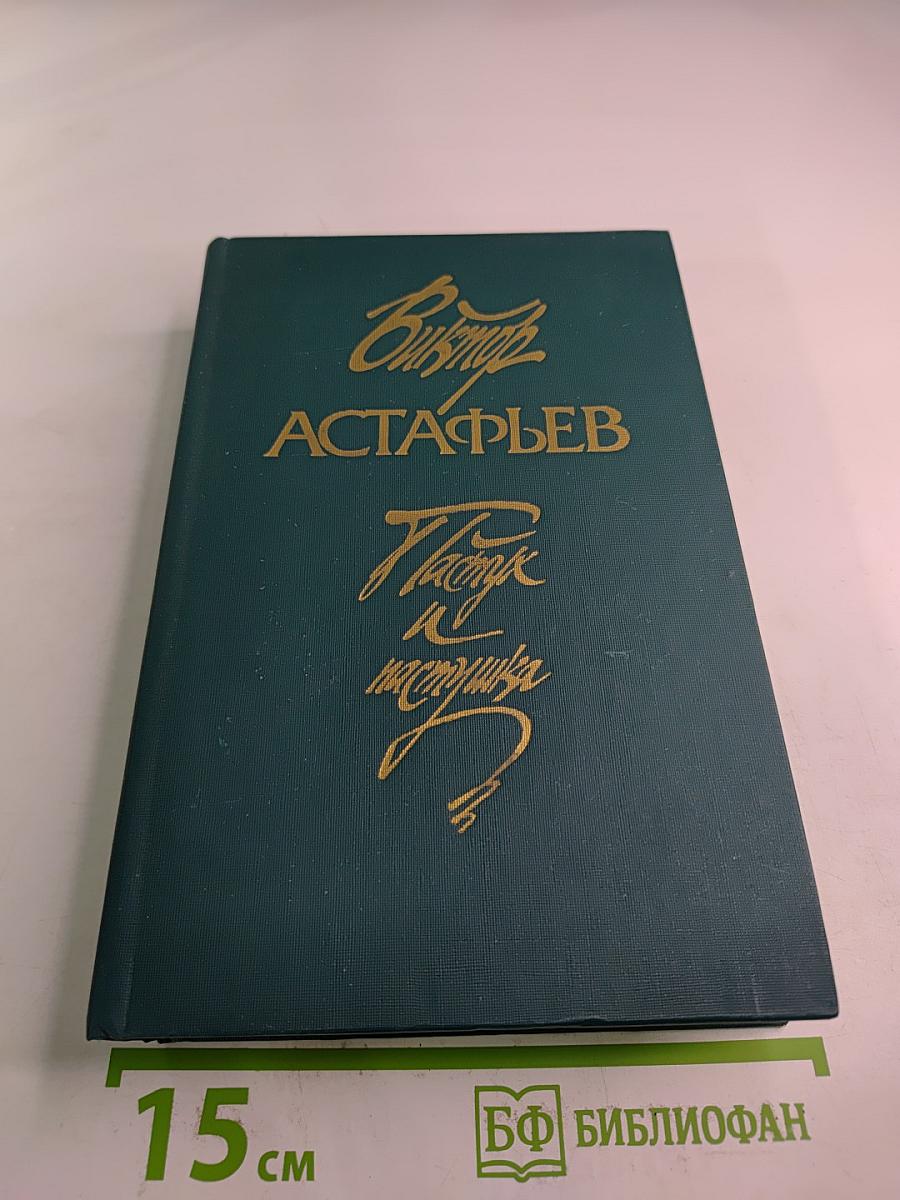 Виктор
АСТАФЬЕВ
Пастух
и
пастушка
15 см
БФ БИБЛИОФАН